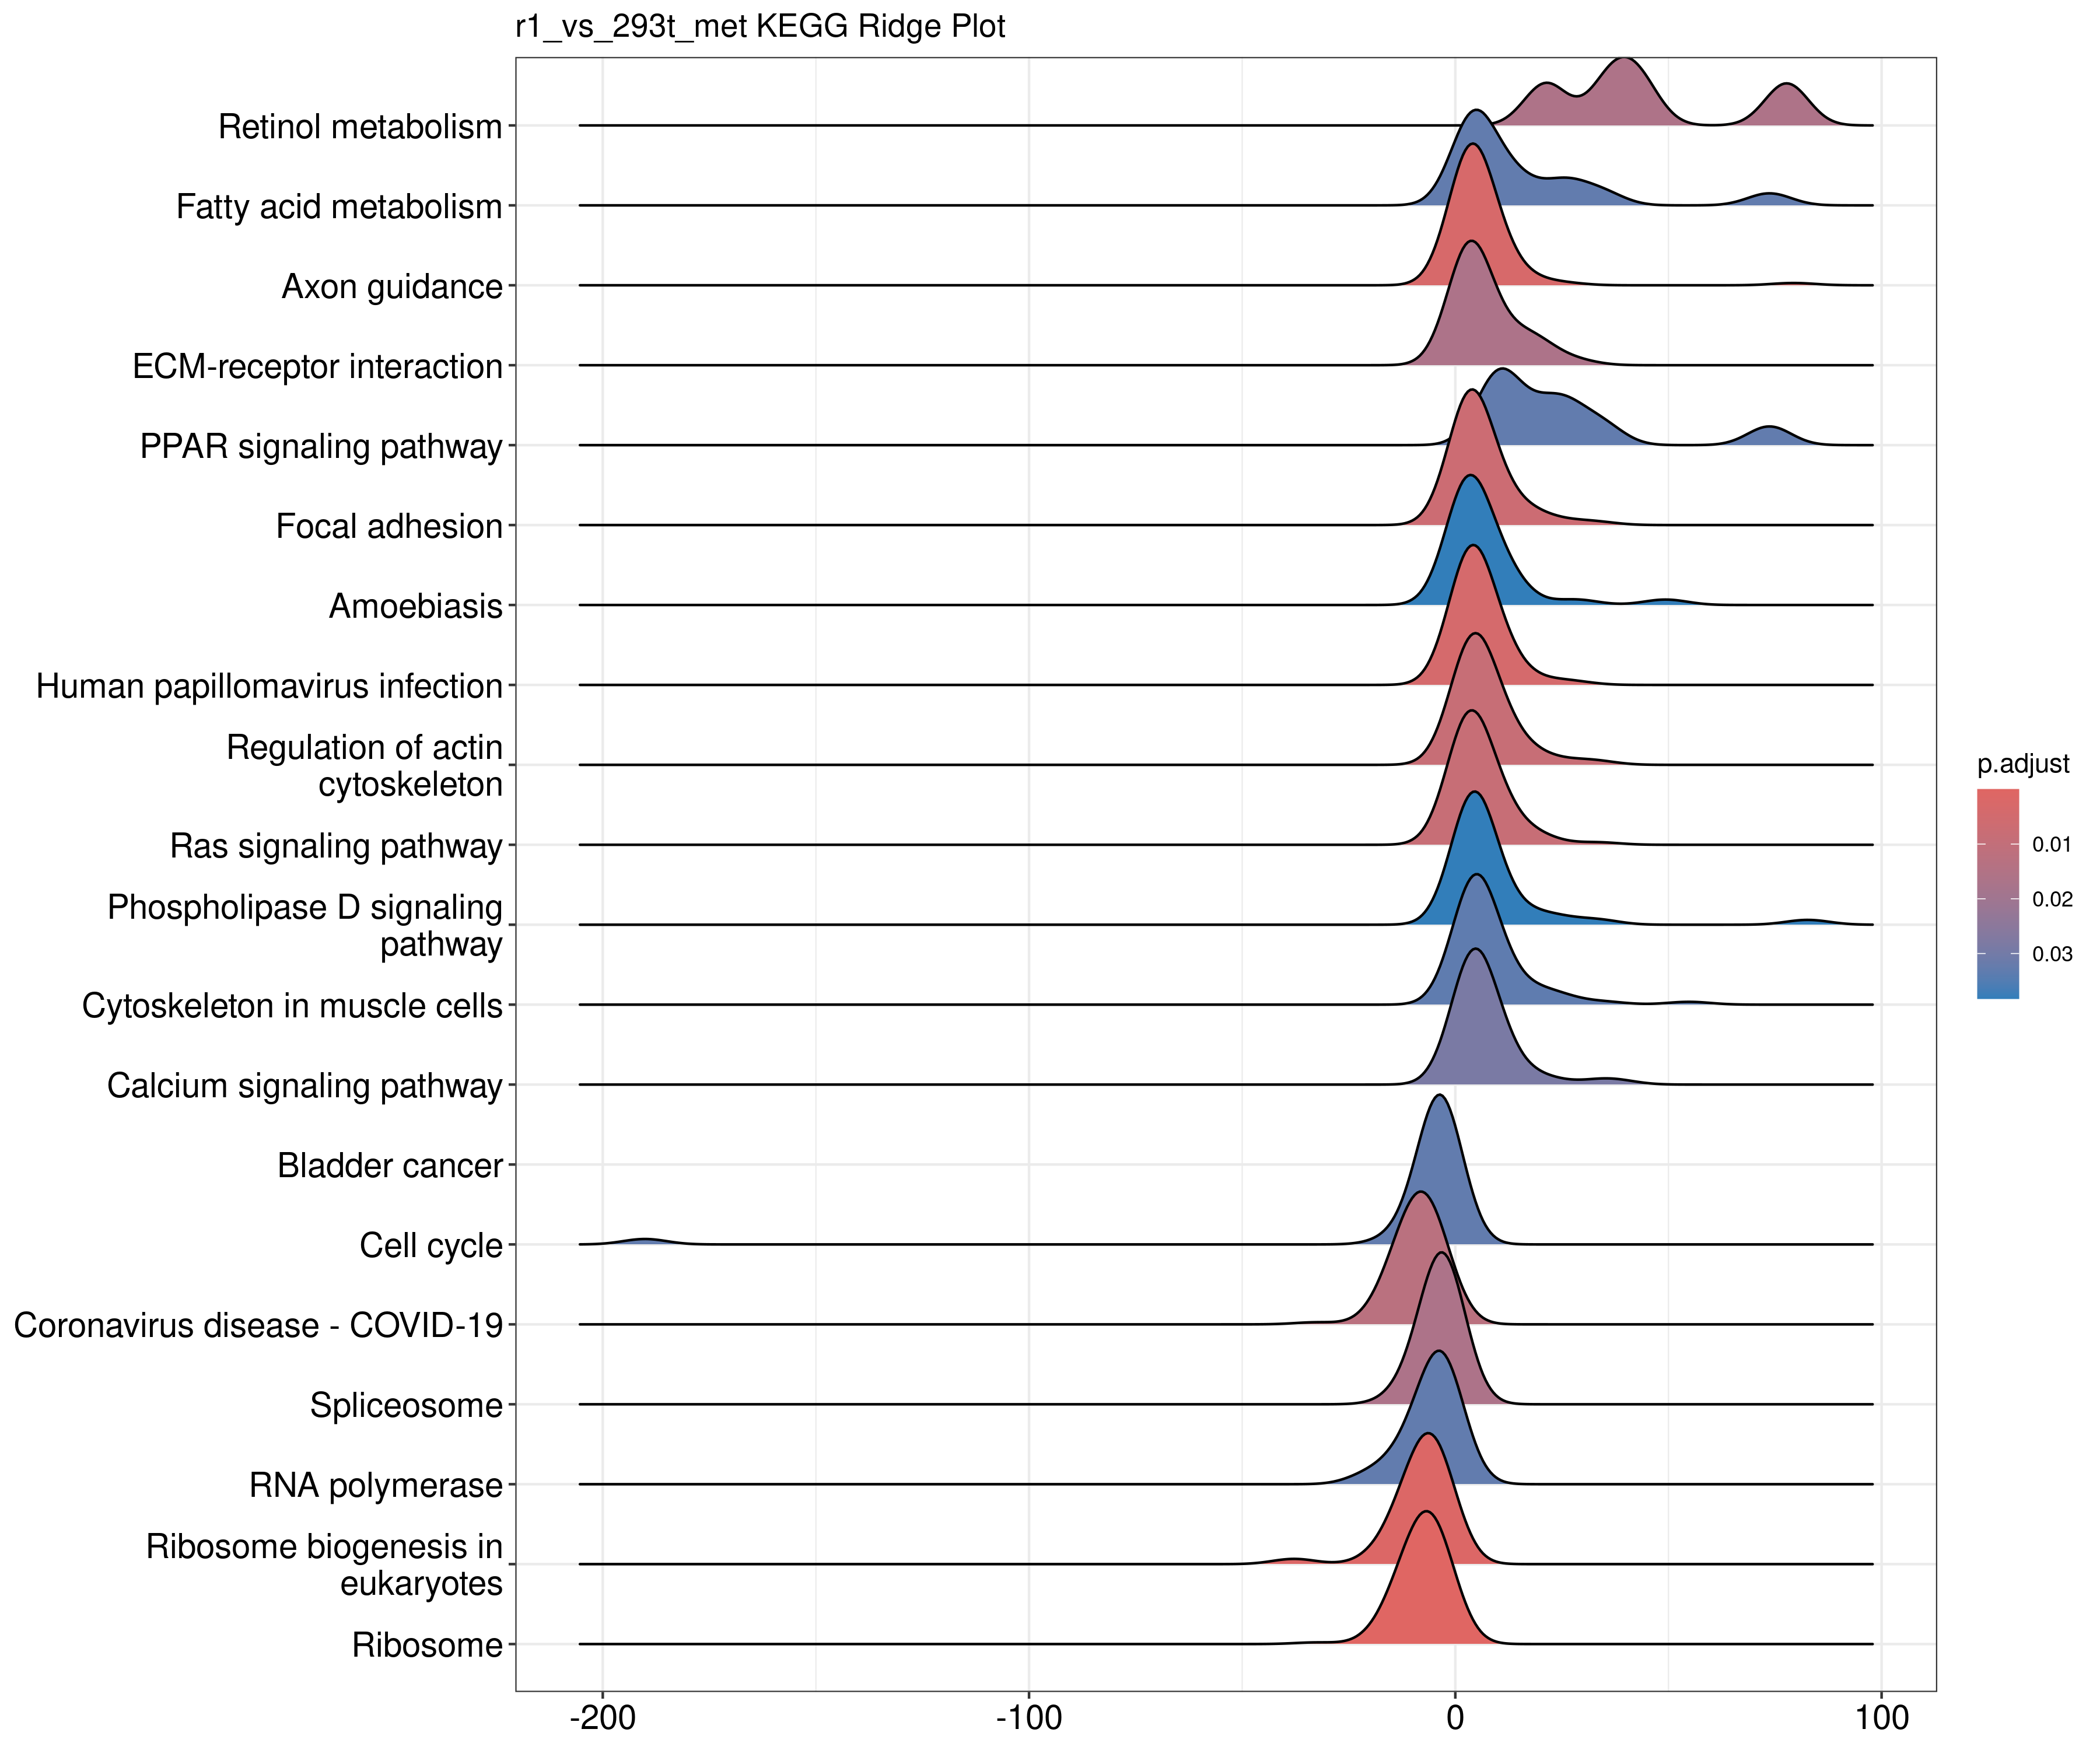 r1_vs_293t_met KEGG Ridge Plot
Retinol metabolism
Fatty acid metabolism
Axon guidance
ECM-receptor interaction
PPAR signaling pathway
Focal adhesion
Amoebiasis
Human papillomavirus infection
Regulation of actin
cytoskeleton
Ras signaling pathway
Phospholipase D signaling
pathway
Cytoskeleton in muscle cells
Calcium signaling pathway
Bladder cancer
Cell cycle
Coronavirus disease - COVID-19
Spliceosome
RNA polymerase
Ribosome biogenesis in
eukaryotes
Ribosome
-200 -100 0 100
p.adjust
0.01
0.02
0.03